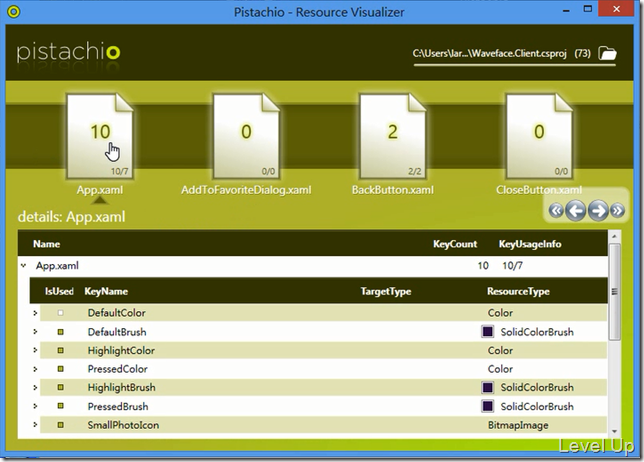 Pistachio - Resource Visualizer
pistachio
C:\Users\lar...\Waveface.Client.csproj (73)
10
10/7
App.xaml
0
0/0
AddToFavoriteDialog.xaml
2
2/2
BackButton.xaml
0
0/0
CloseButton.xaml
details: App.xaml
Name KeyCount KeyUsageInfo
App.xaml 10 10/7
IsUsed KeyName TargetType ResourceType
DefaultColor Color
DefaultBrush SolidColorBrush
HighlightColor Color
PressedColor Color
HighlightBrush SolidColorBrush
PressedBrush SolidColorBrush
SmallPhotoIcon BitmapImage
Level Up